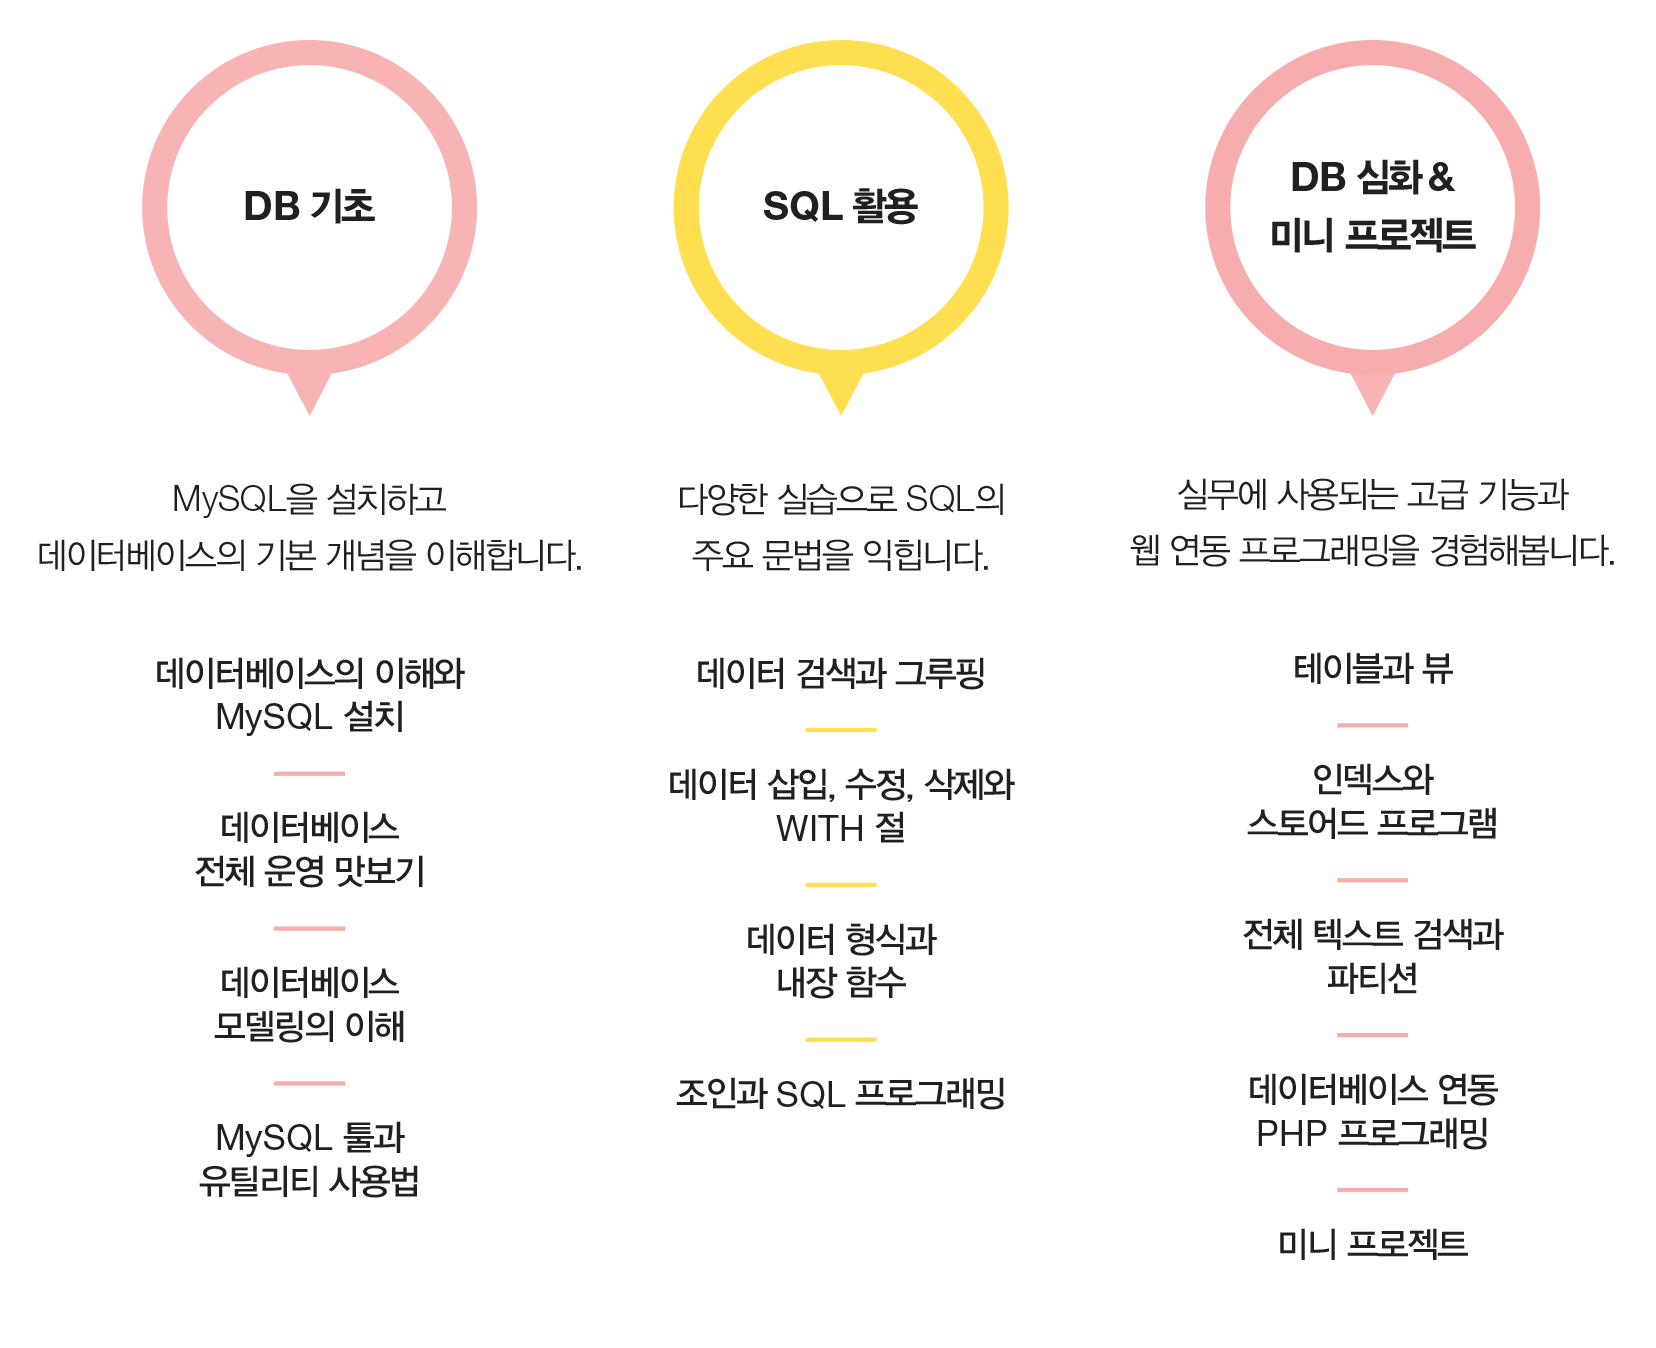 DB 기초
MySQL을 설치하고
데이터베이스의 기본 개념을 이해합니다.
데이터베이스의 이해와
MySQL 설치
데이터베이스
전체 운영 맛보기
데이터베이스
모델링의 이해
MySQL 툴과
유틸리티 사용법
SQL 활용
다양한 실습으로 SQL의
주요 문법을 익힙니다.
데이터 검색과 그루핑
데이터 삽입, 수정, 삭제와
WITH 절
데이터 형식과
내장 함수
조인과 SQL 프로그래밍
DB 심화 &
미니 프로젝트
실무에 사용되는 고급 기능과
웹 연동 프로그래밍을 경험해봅니다.
테이블과 뷰
인덱스와
스토어드 프로그램
전체 텍스트 검색과
파티션
데이터베이스 연동
PHP 프로그래밍
미니 프로젝트